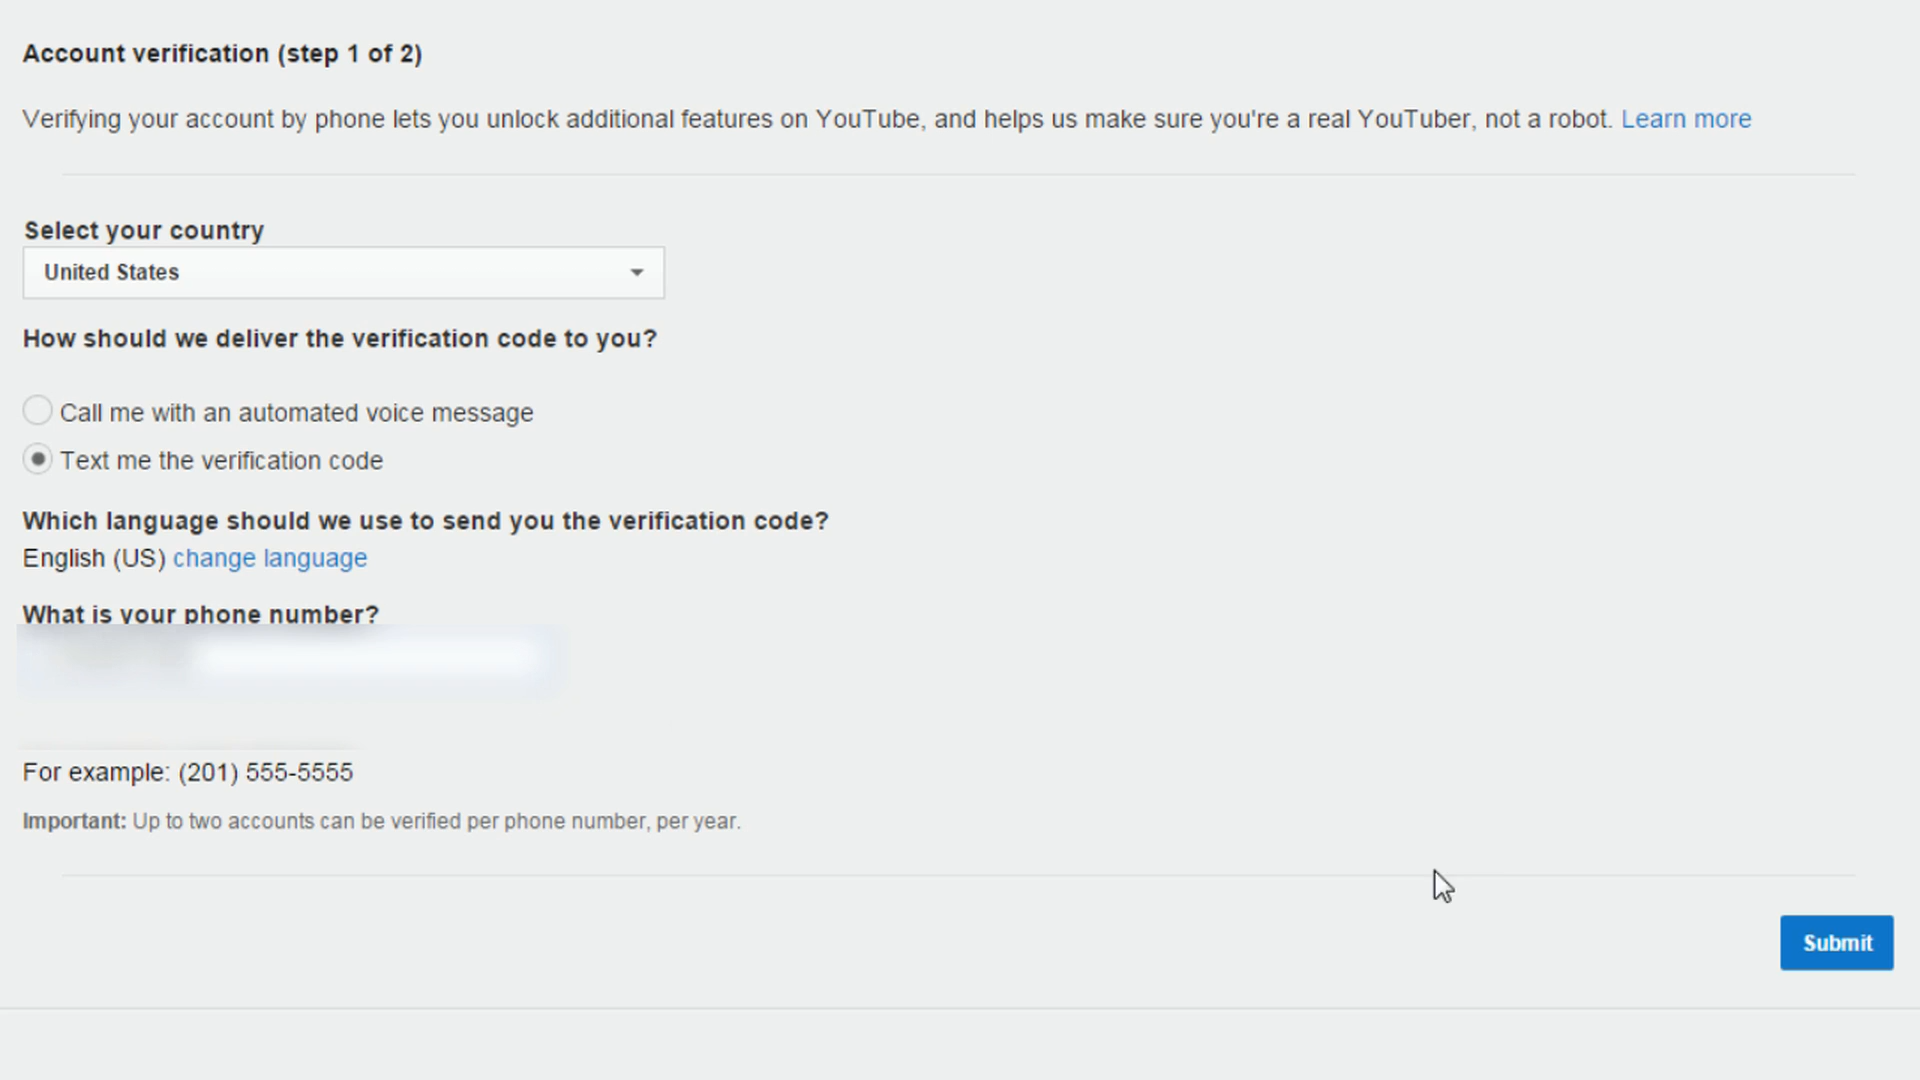 Account verification (step 1 of 2)
Verifying your account by phone lets you unlock additional features on YouTube, and helps us make sure you're a real YouTuber, not a robot. Learn more
Select your country
United States
How should we deliver the verification code to you?
Call me with an automated voice message
Text me the verification code
Which language should we use to send you the verification code?
English (US) change language
What is your phone number?
For example: (201) 555-5555
Important: Up to two accounts can be verified per phone number, per year.
Submit